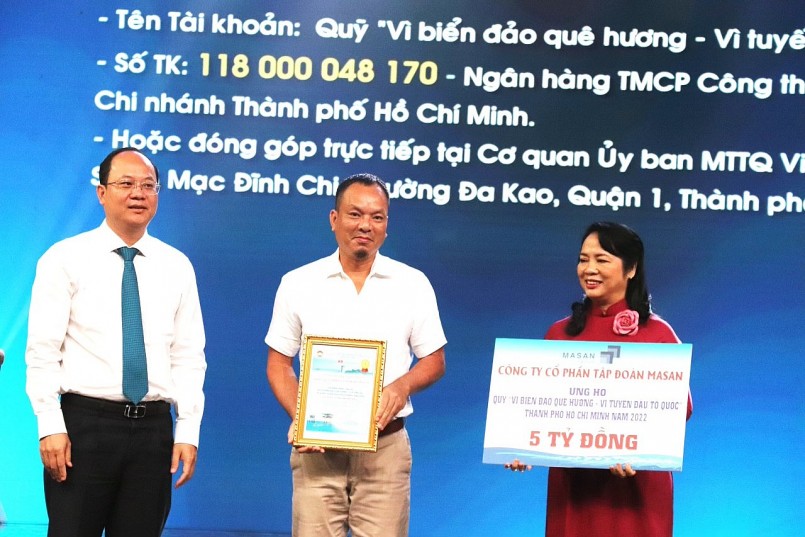 - Tên Tài khoản: Quỹ "Vì biển đảo quê hương - Vì tuyế
- Số TK: 118 000 048 170 - Ngân hàng TMCP Công th
Chi nhánh Thành phố Hồ Chí Minh.
- Hoặc đóng góp trực tiếp tại Cơ quan Ủy ban MTTQ Vi
Mạc Đĩnh Chi, Phường Đa Kao, Quận 1, Thành phố
MASAN
CÔNG TY CỔ PHẦN TẬP ĐOÀN MASAN
ỦNG HỘ
QUỸ "VÌ BIỂN ĐẢO QUÊ HƯƠNG - VÌ TUYẾN ĐẦU TỔ QUỐC"
THÀNH PHỐ HỒ CHÍ MINH NĂM 2022
5 TỶ ĐỒNG